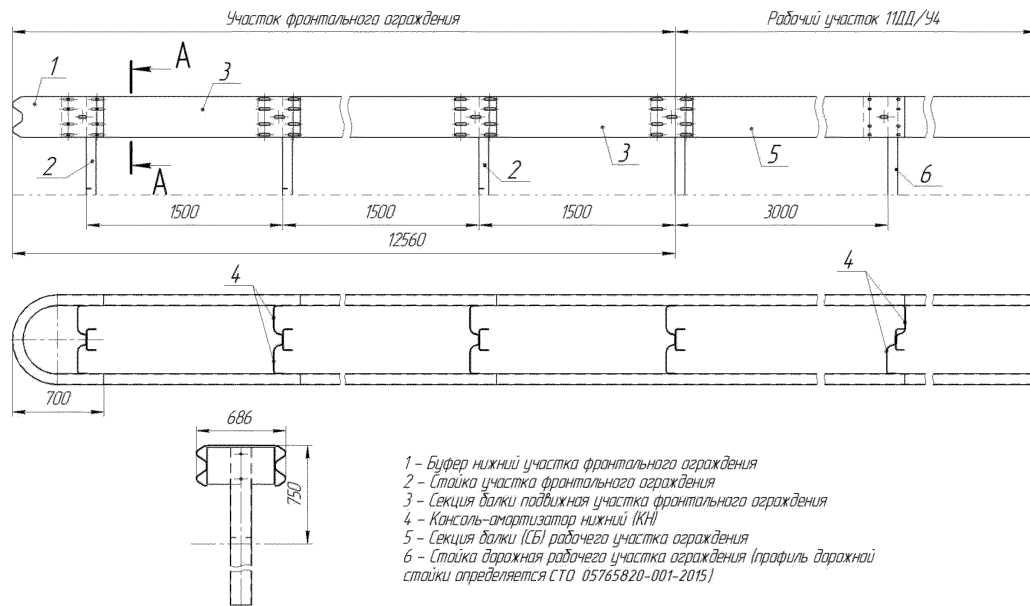 Участок фронтального ограждения
Рабочий участок 11ДД/У4
1
А
3
2
А
2
3
5
6
1500
1500
1500
3000
12560
4
4
700
686
750
1 - Буфер нижний участка фронтального ограждения
2 - Стойка участка фронтального ограждения
3 - Секция балки подвижная участка фронтального ограждения
4 - Консоль-амортизатор нижний (КН)
5 - Секция балки (СБ) рабочего участка ограждения
6 - Стойка дорожная рабочего участка ограждения (профиль дорожной
стойки определяется СТО 05765820-001-2015)